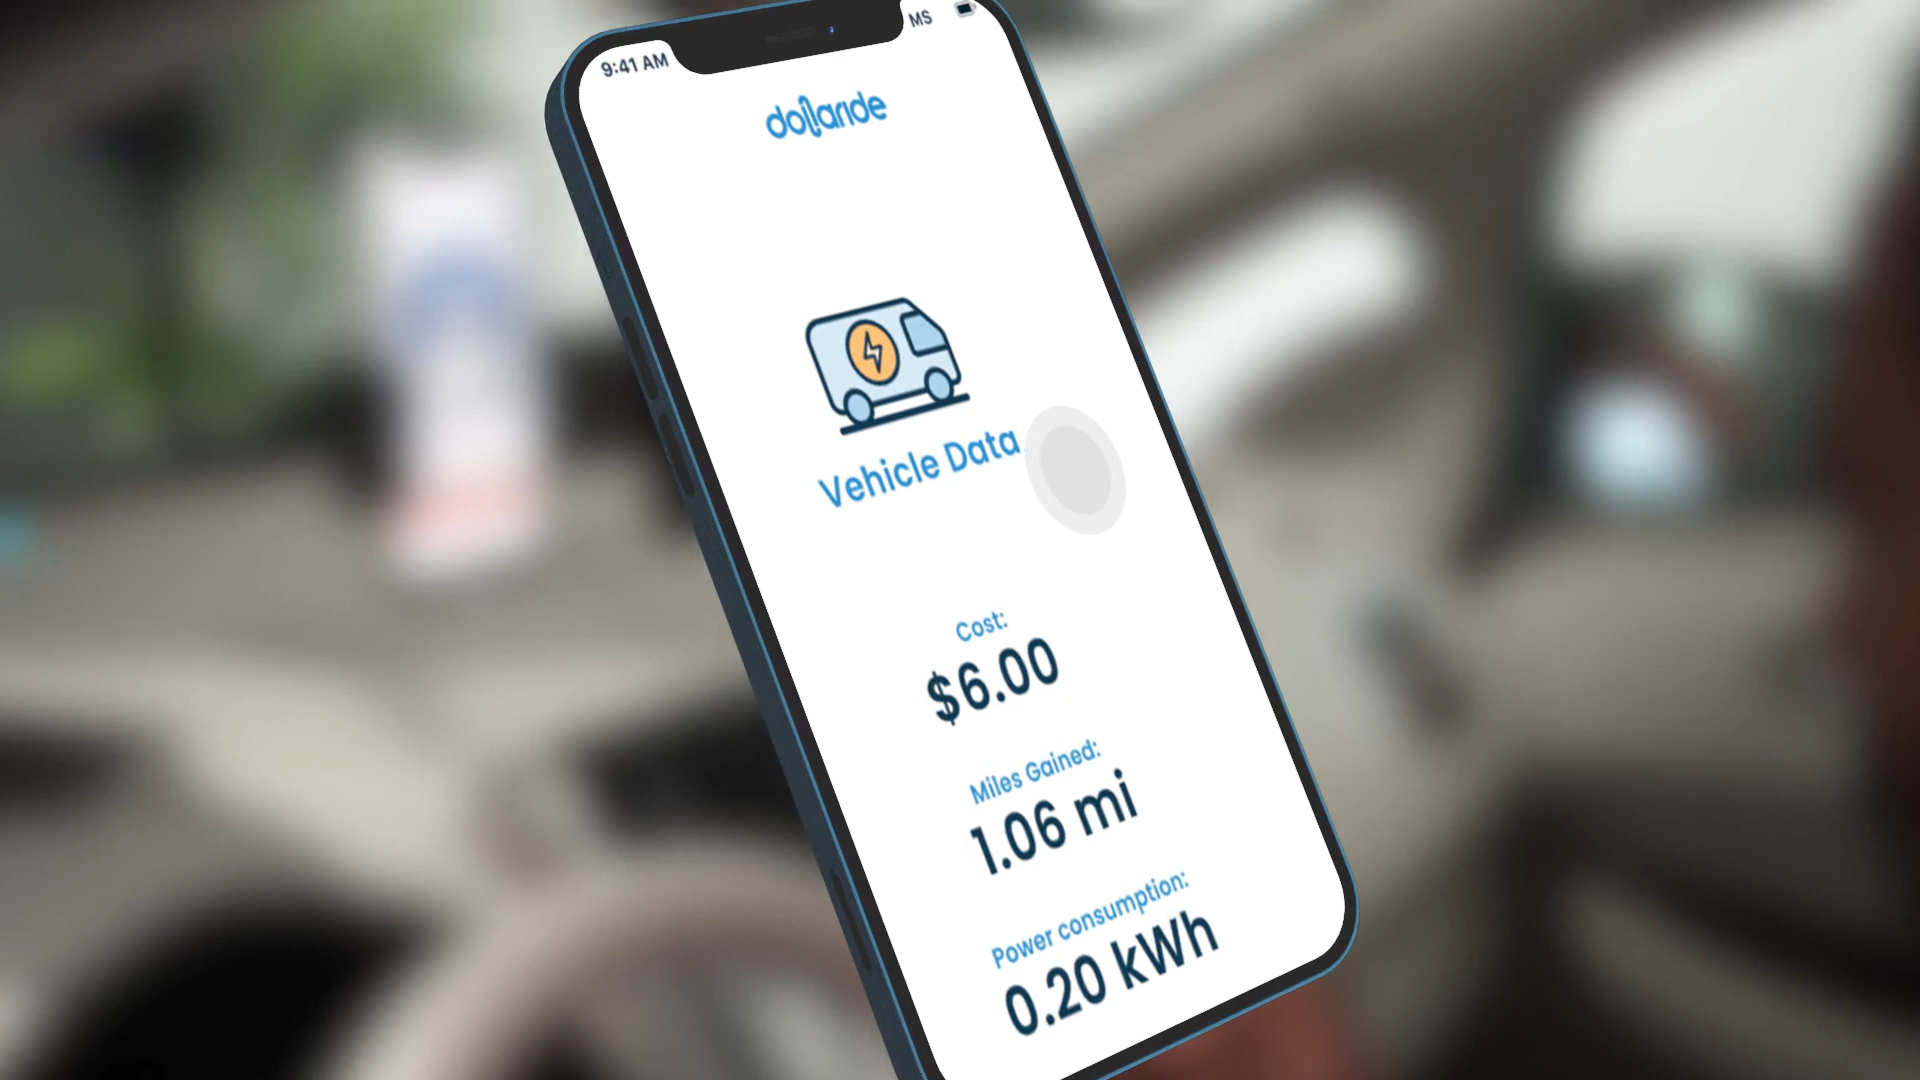 9:41 AM
MS
dollaride
Vehicle Data
Cost:
$6.00
Miles Gained:
1.06 mi
Power consumption:
0.20 kWh